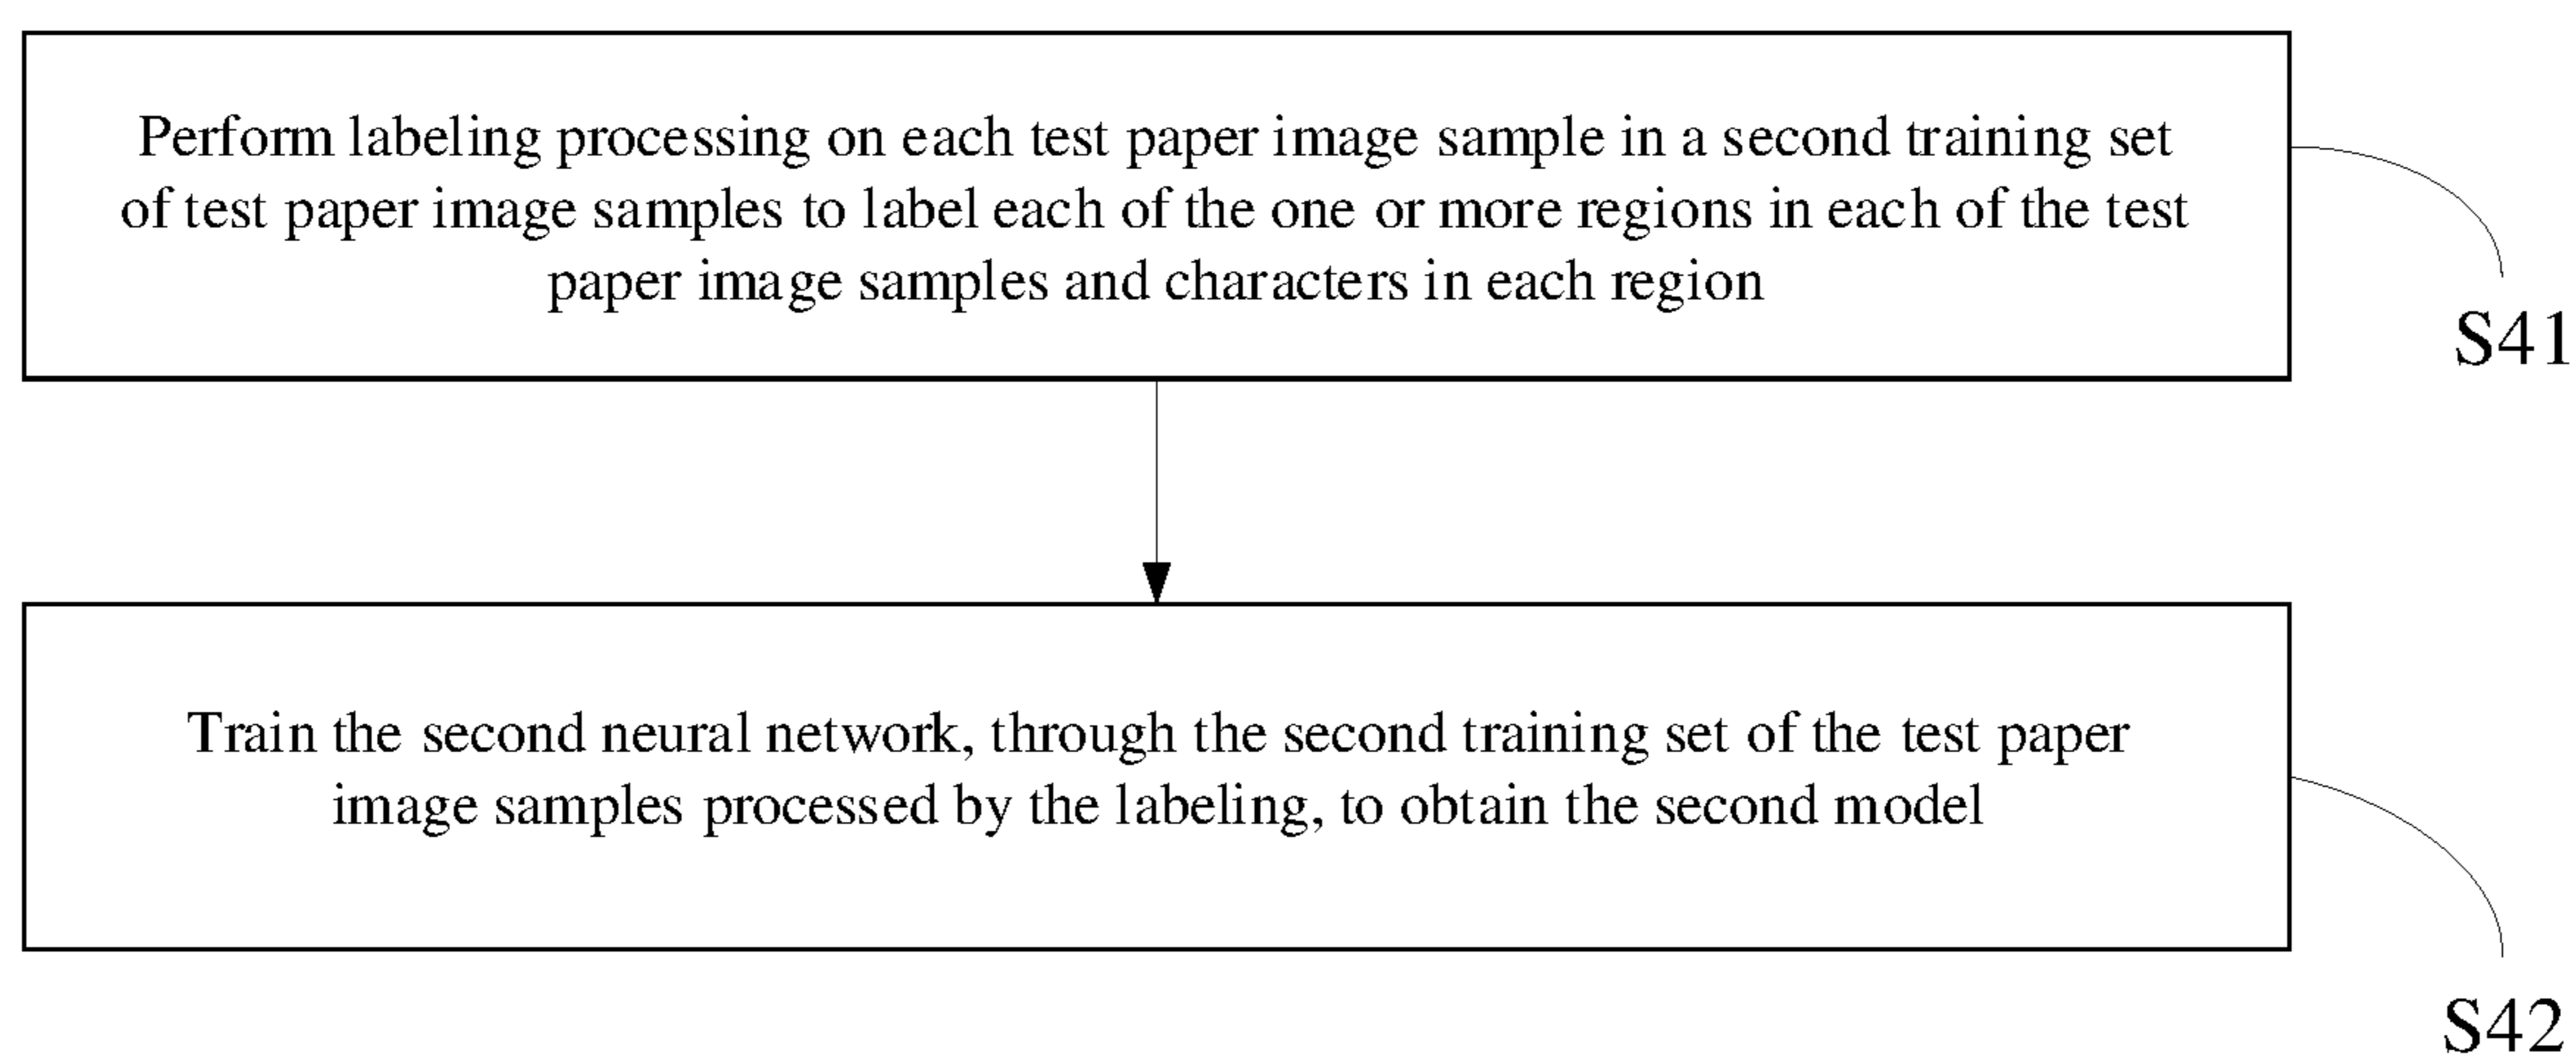 Perform labeling processing on each test paper image sample in a second training set
of test paper image samples to label each of the one or more regions in each of the test
paper image samples and characters in each region
S41
Train the second neural network, through the second training set of the test paper
image samples processed by the labeling, to obtain the second model
S42